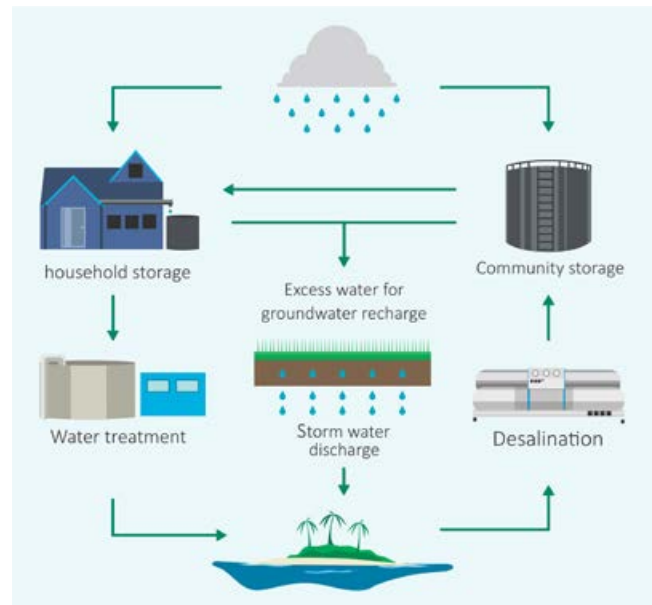 household storage
Community storage
Excess water for
groundwater recharge
Water treatment
Storm water
discharge
Desalination